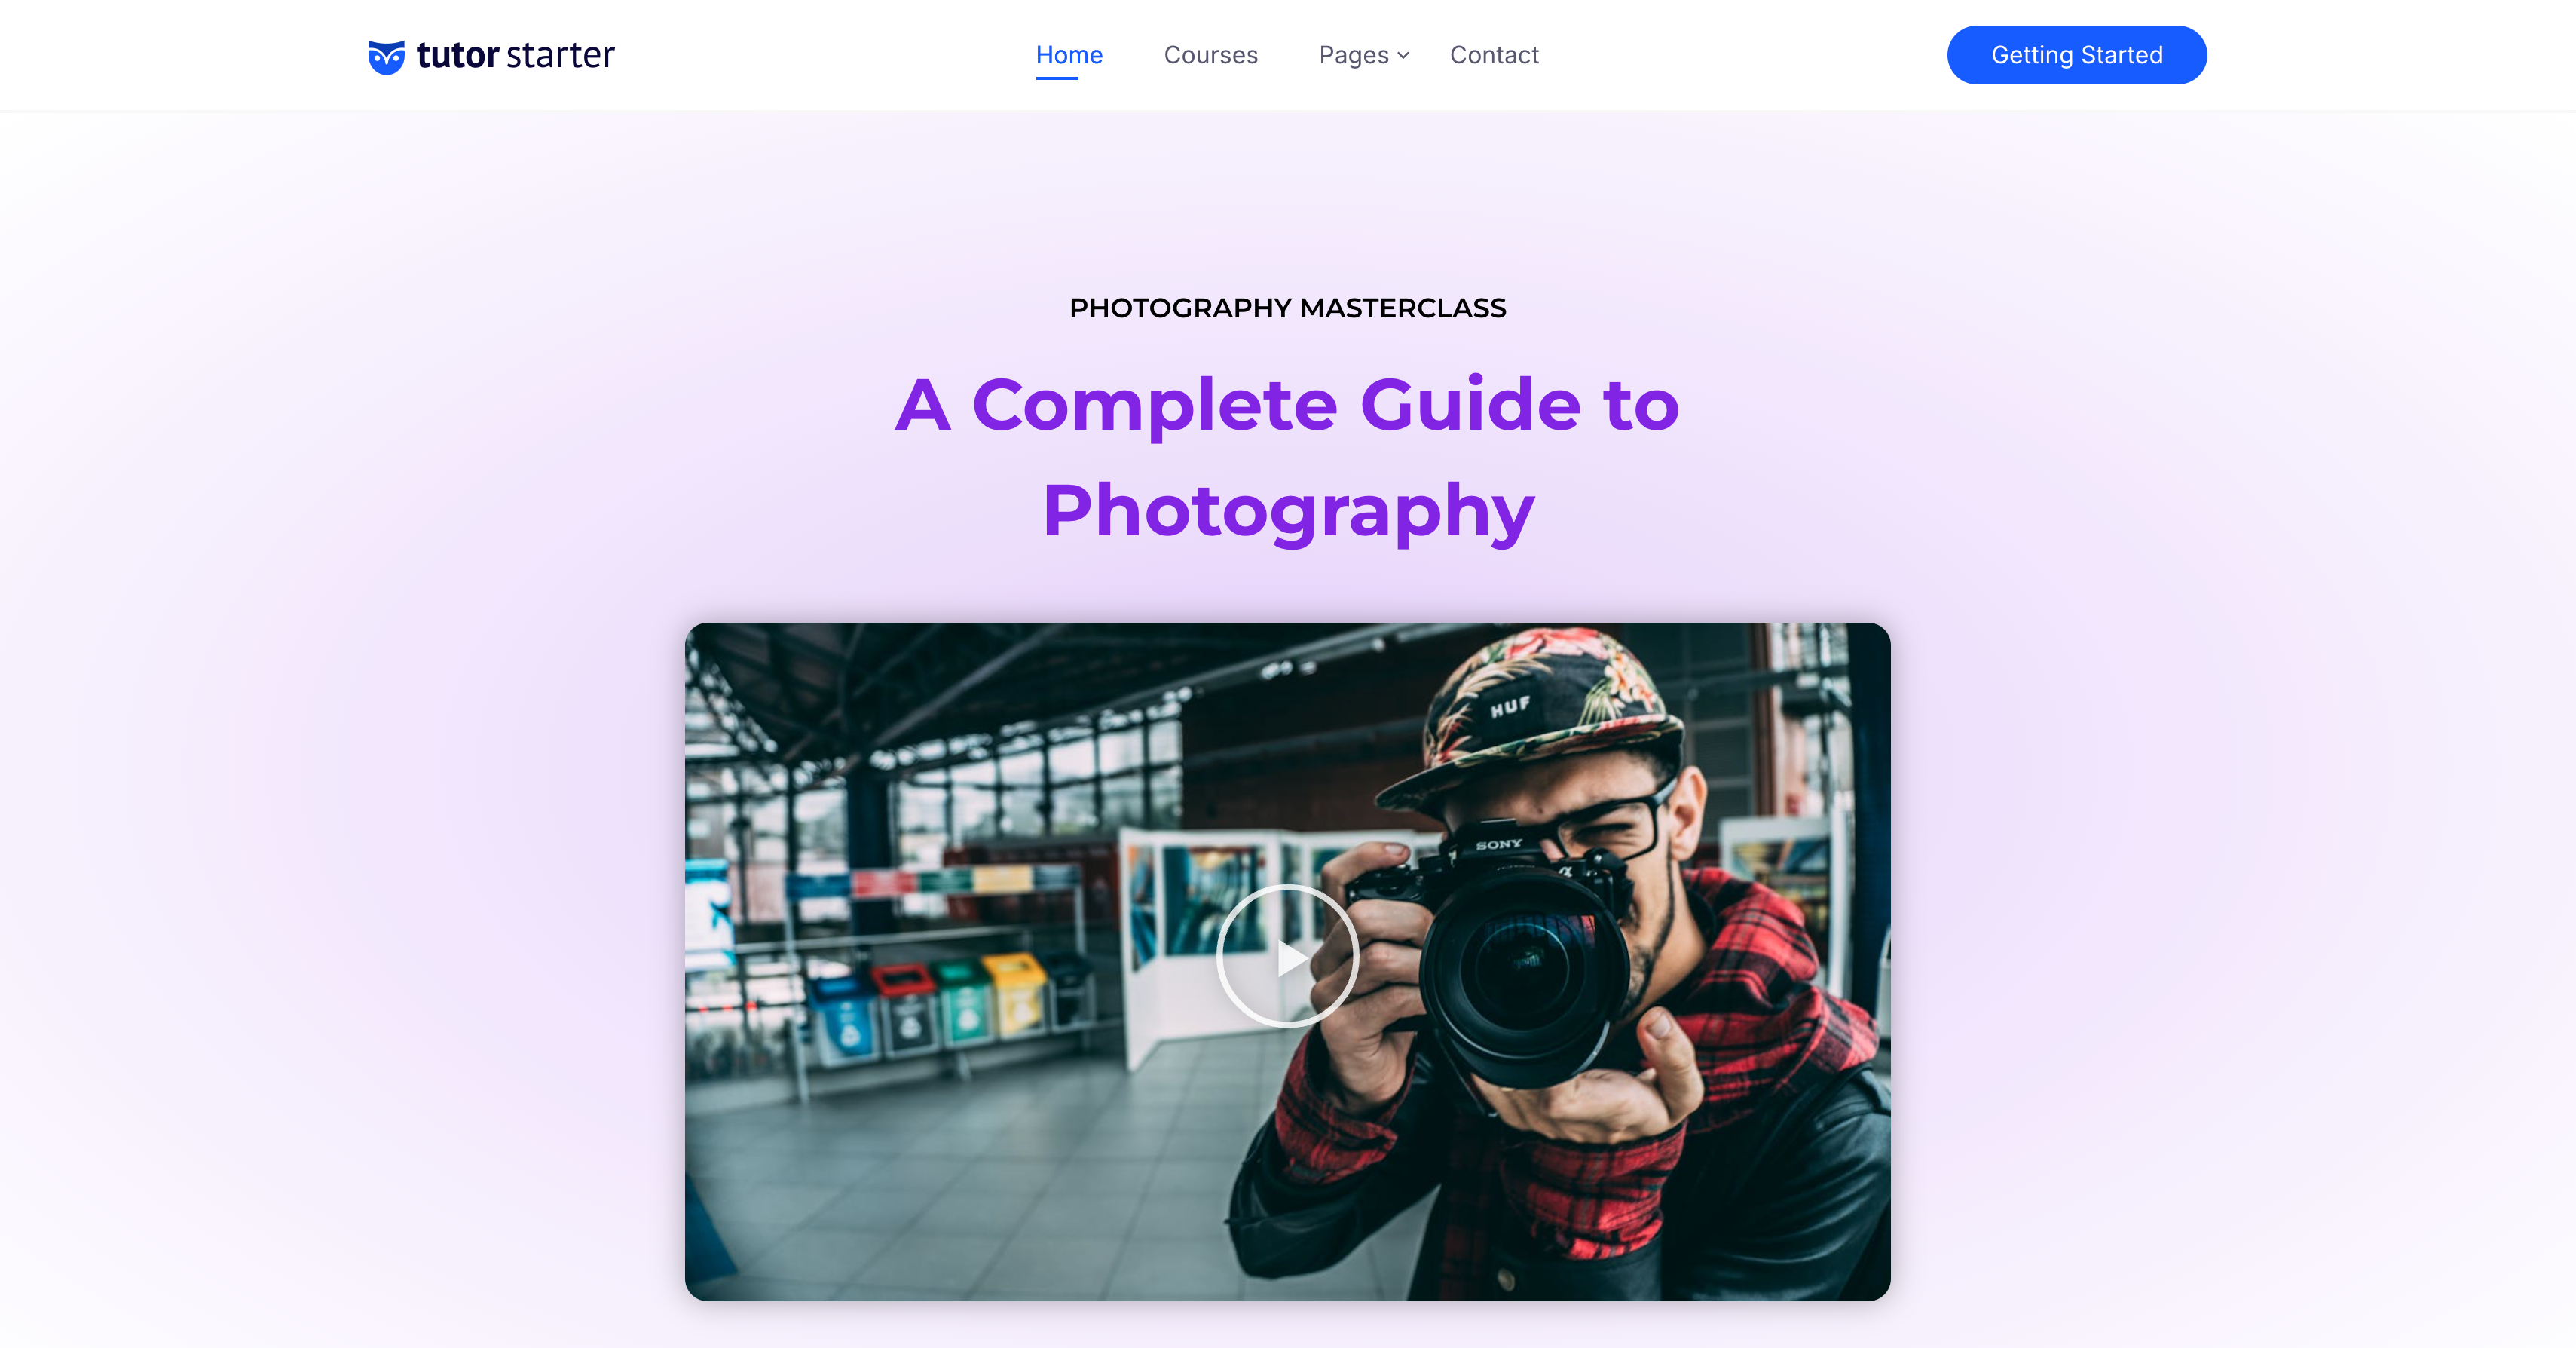 tutor starter
Home
Courses
Pages
Contact
Getting Started
PHOTOGRAPHY MASTERCLASS
A Complete Guide to
Photography
HUF
SONY
α